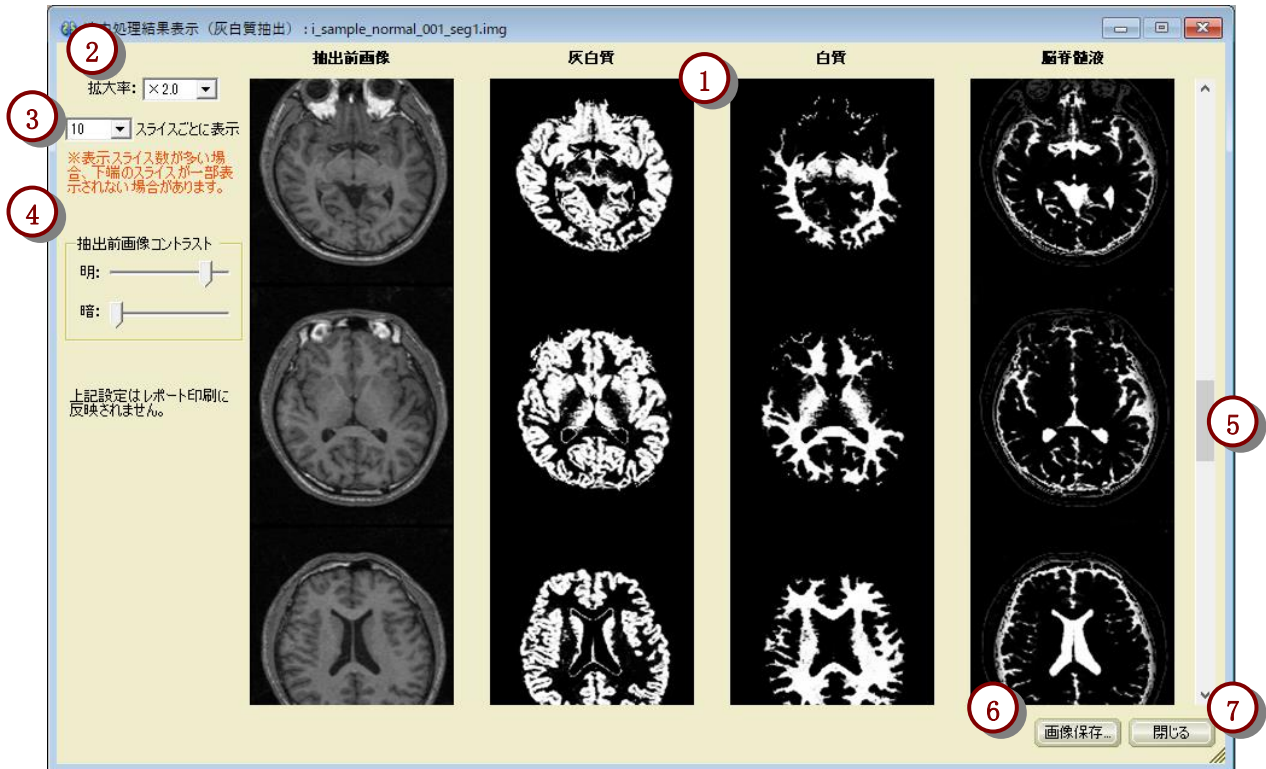 処理結果表示（灰白質抽出）：i_sample_normal_001_seg1.img
②
抽出前画像
灰白質
①
白質
脳脊髄液
拡大率: ×2.0
③
10 スライスごとに表示
※表示スライス数が多い場
合、下端のスライスが一部表
示されない場合があります。
④
抽出前画像コントラスト
明:
暗:
上記設定はレポート印刷に
反映されません。
⑤
⑥
⑦
画像保存...
閉じる